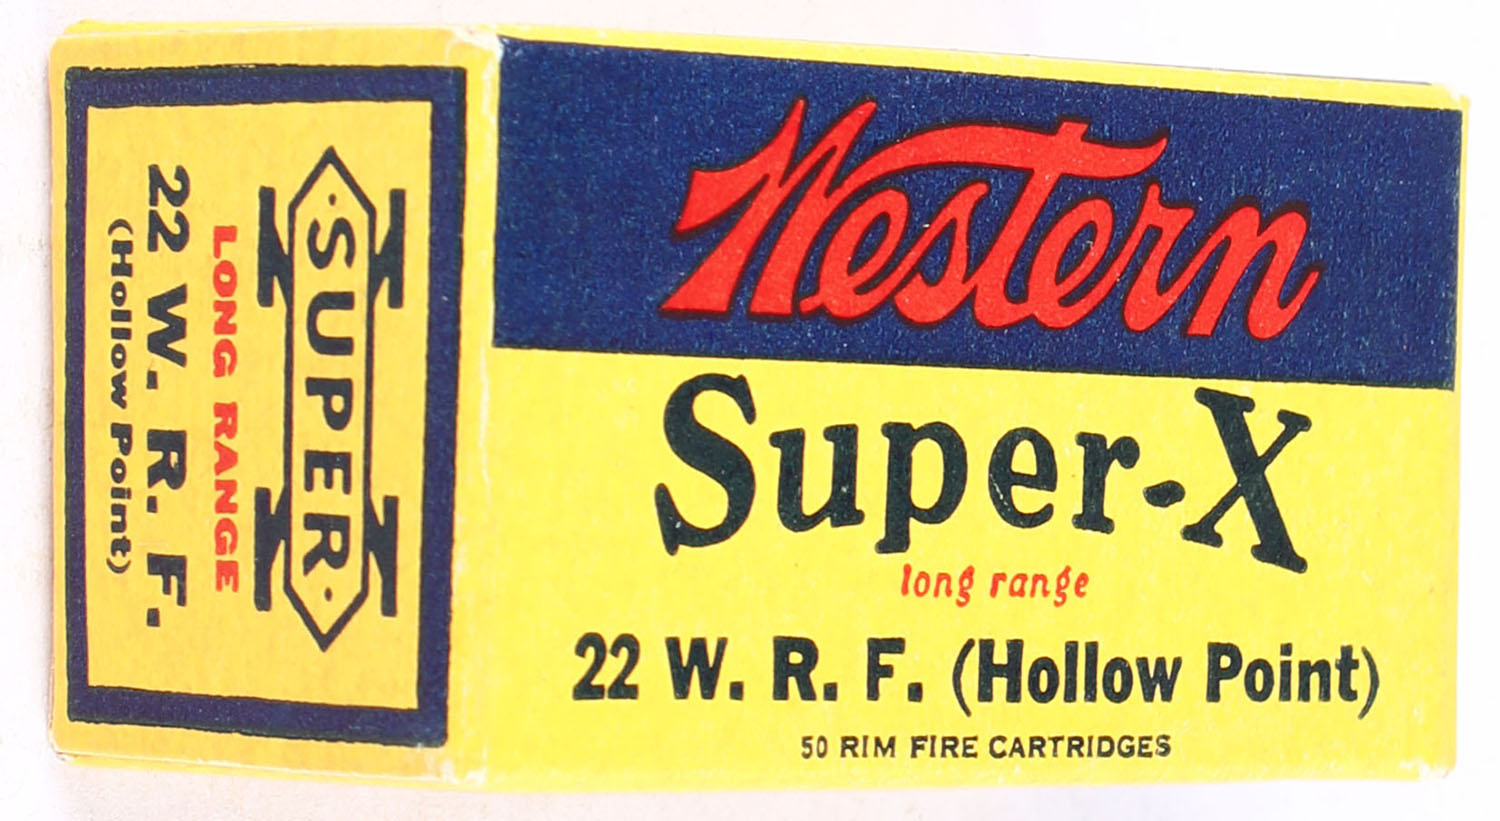 Western
Super-X
long range
22 W. R. F. (Hollow Point)
50 RIM FIRE CARTRIDGES
SUPER X
LONG RANGE
22 W. R. F.
(Hollow Point)